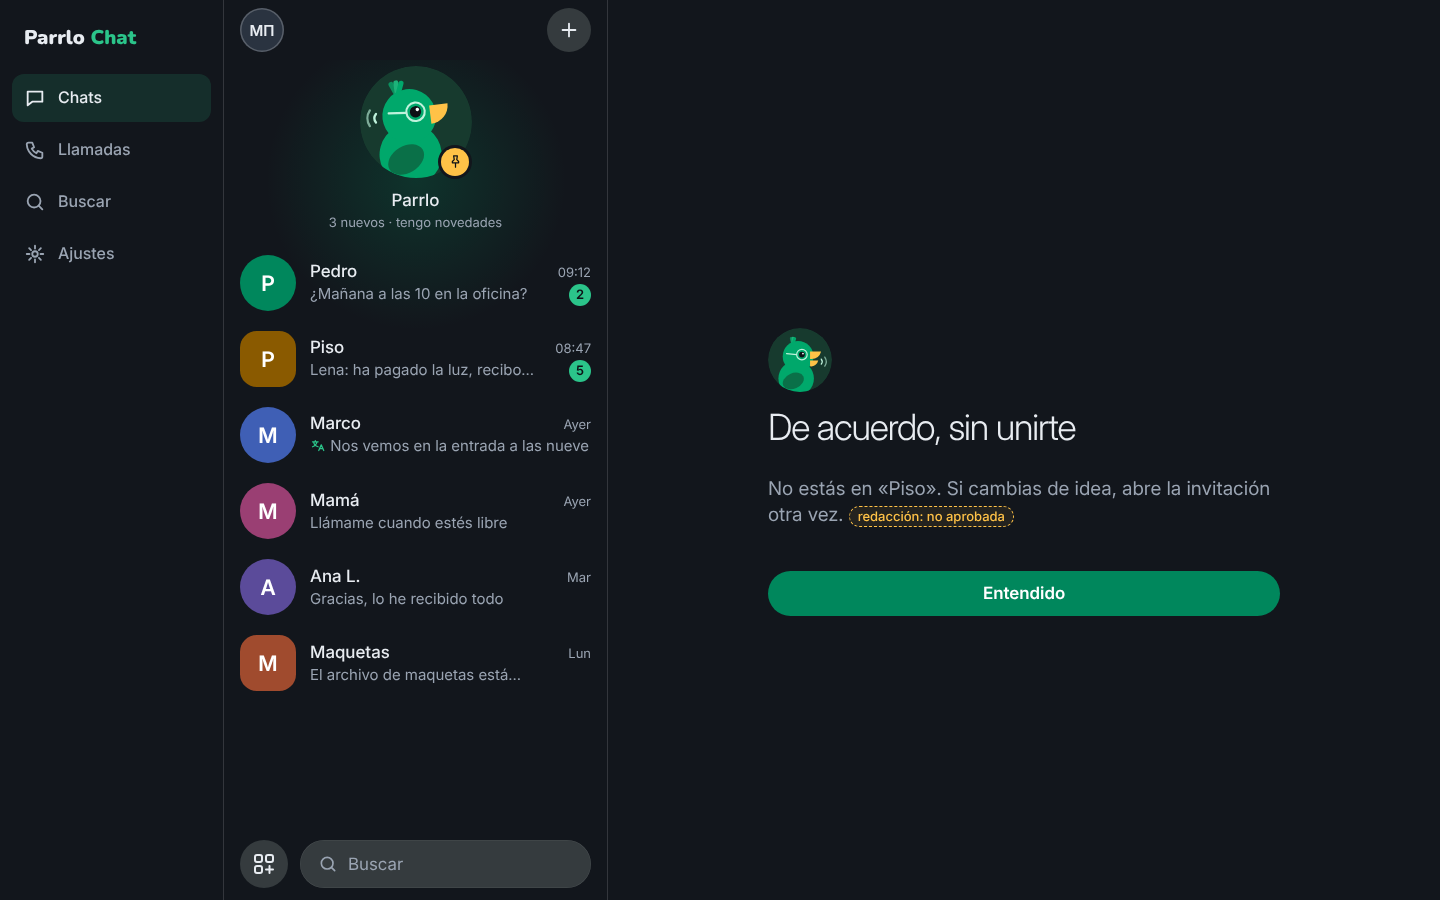 Parrlo Chat
Chats
Llamadas
Buscar
Ajustes
МП
Parrlo
3 nuevos · tengo novedades
P
Pedro
09:12
¿Mañana a las 10 en la oficina?
2
P
Piso
08:47
Lena: ha pagado la luz, recibo...
5
M
Marco
Ayer
Nos vemos en la entrada a las nueve
M
Mamá
Ayer
Llámame cuando estés libre
A
Ana L.
Mar
Gracias, lo he recibido todo
M
Maquetas
Lun
El archivo de maquetas está...
Buscar
De acuerdo, sin unirte
No estás en «Piso». Si cambias de idea, abre la invitación
otra vez. redacción: no aprobada
Entendido